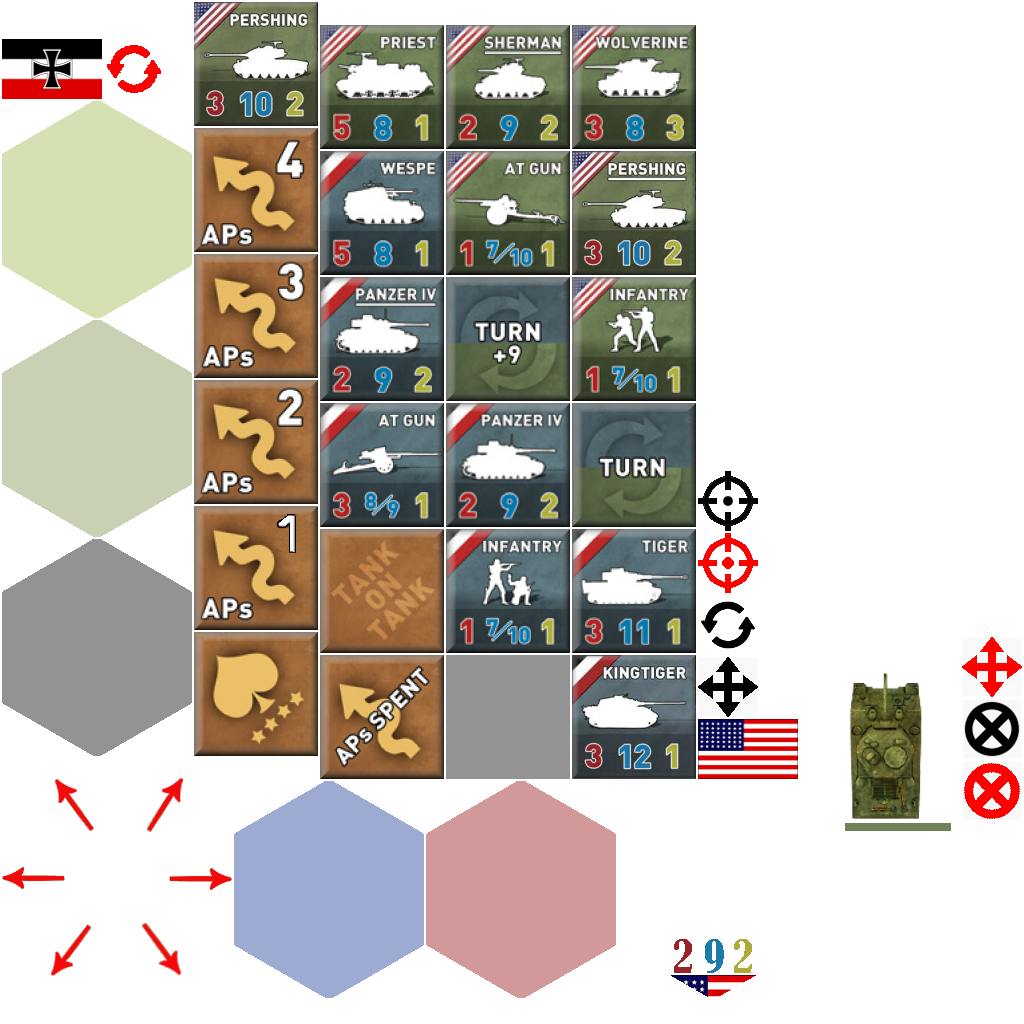 PERSHING
3 10 2
PRIEST
5 8 1
SHERMAN
2 9 2
WOLVERINE
3 8 3
4
APs
WESPE
5 8 1
AT GUN
1 7/10 1
PERSHING
3 10 2
3
APs
PANZER IV
2 9 2
TURN
+9
INFANTRY
1 7/10 1
2
APs
AT GUN
3 8/9 1
PANZER IV
2 9 2
TURN
1
APs
TANK
ON
TANK
INFANTRY
1 7/10 1
TIGER
3 11 1
APs SPENT
KINGTIGER
3 12 1
2 9 2